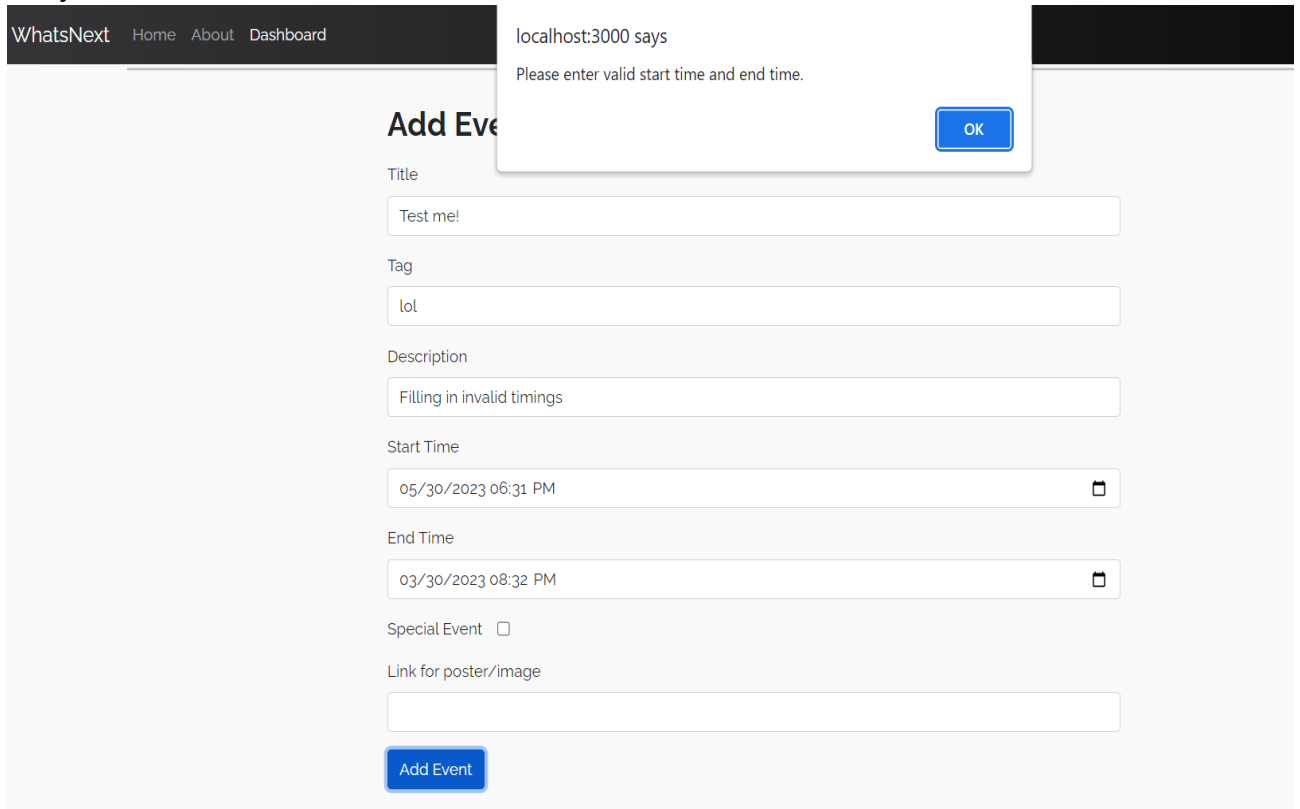 WhatsNext Home About Dashboard
localhost:3000 says
Please enter valid start time and end time.
OK
Add Eve
Title
Test me!
Tag
lol
Description
Filling in invalid timings
Start Time
05/30/2023 06:31 PM
End Time
03/30/2023 08:32 PM
Special Event
Link for poster/image
Add Event